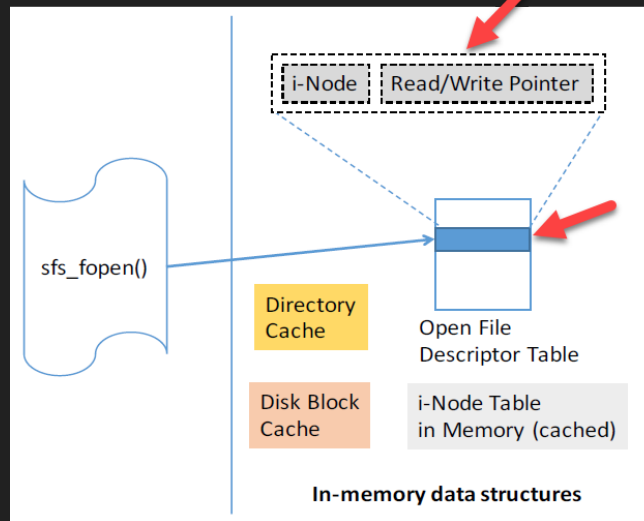 i-Node
Read/Write Pointer
sfs_fopen()
Directory
Cache
Open File
Descriptor Table
Disk Block
Cache
i-Node Table
in Memory (cached)
In-memory data structures